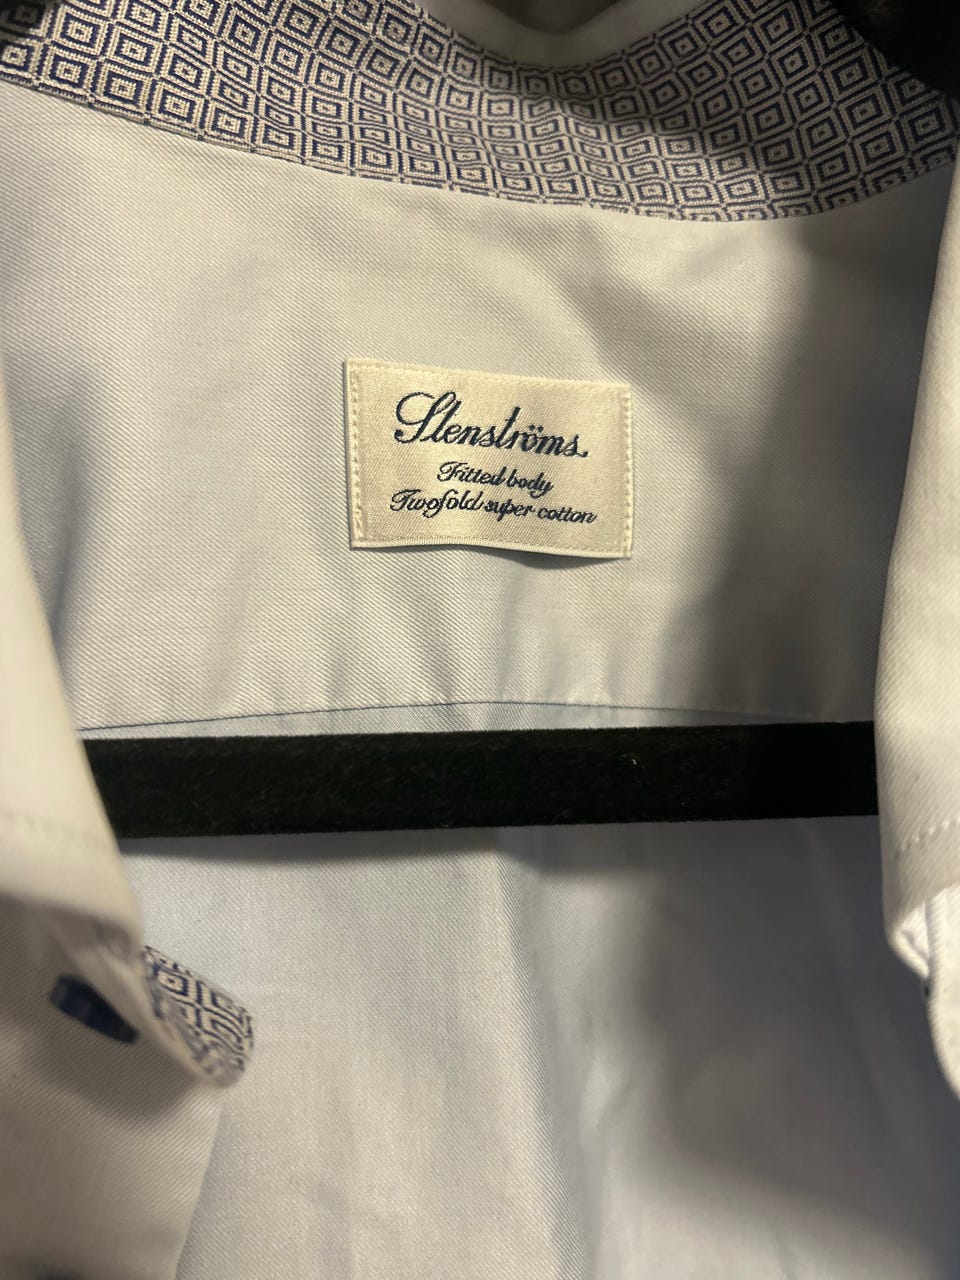 Stenströms
Fitted body
Twofold super cotton